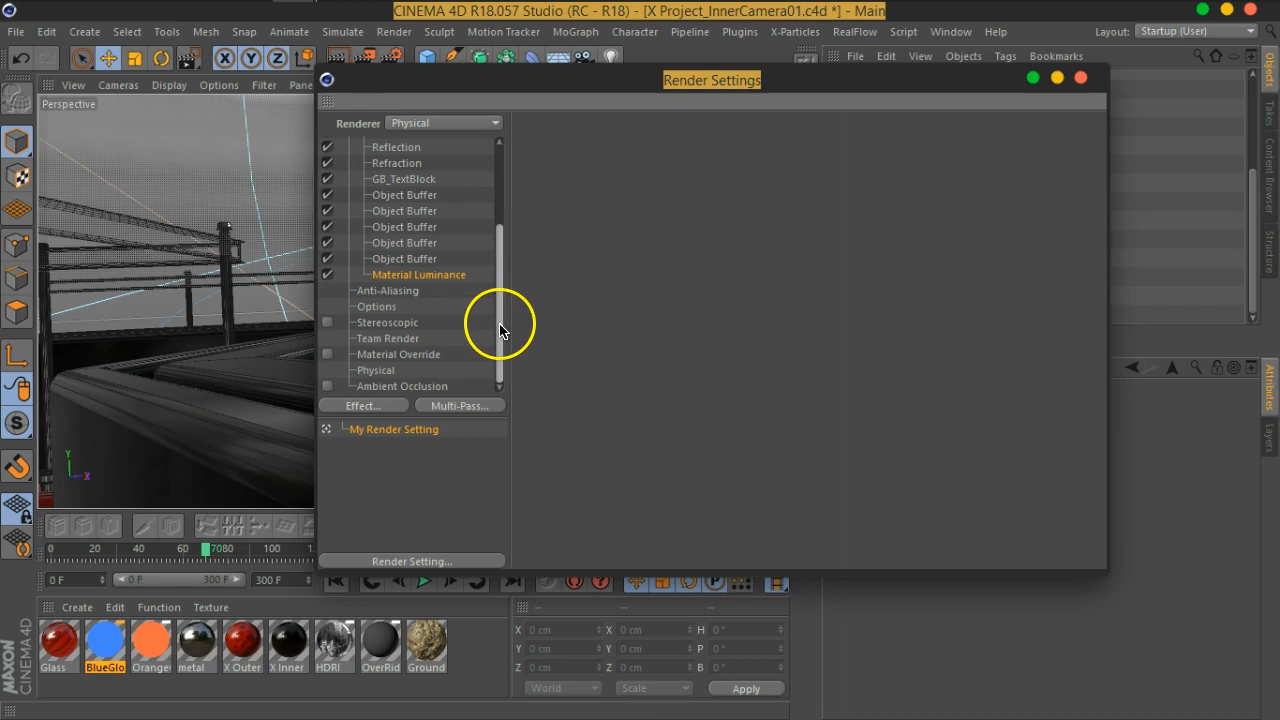 CINEMA 4D R18.057 Studio (RC - R18) - [X Project_InnerCamera01.c4d *] - Main
File Edit Create Select Tools Mesh Snap Animate Simulate Render Sculpt Motion Tracker MoGraph Character Pipeline Plugins X-Particles RealFlow Script Window Help Layout: Startup (User)
File Edit View Objects Tags Bookmarks
View Cameras Display Options Filter Pane
Perspective
Render Settings
Renderer Physical
Reflection
Refraction
GB_TextBlock
Object Buffer
Object Buffer
Object Buffer
Object Buffer
Object Buffer
Material Luminance
Anti-Aliasing
Options
Stereoscopic
Team Render
Material Override
Physical
Ambient Occlusion
Effect... Multi-Pass...
My Render Setting
Render Setting...
Objects
Takes
Content Browser
Structure
Attributes
Layers
X Y Z
S
Y
X
0 20 40 60 7080 100 1
0 F 0 F 300 F 300 F
P
Create Edit Function Texture
Glass BlueGlo Orange metal X Outer X Inner HDRI OverRid Ground
-- -- --
X 0 cm X 0 cm H 0 °
Y 0 cm Y 0 cm P 0 °
Z 0 cm Z 0 cm B 0 °
World Scale Apply
MAXON
CINEMA 4D